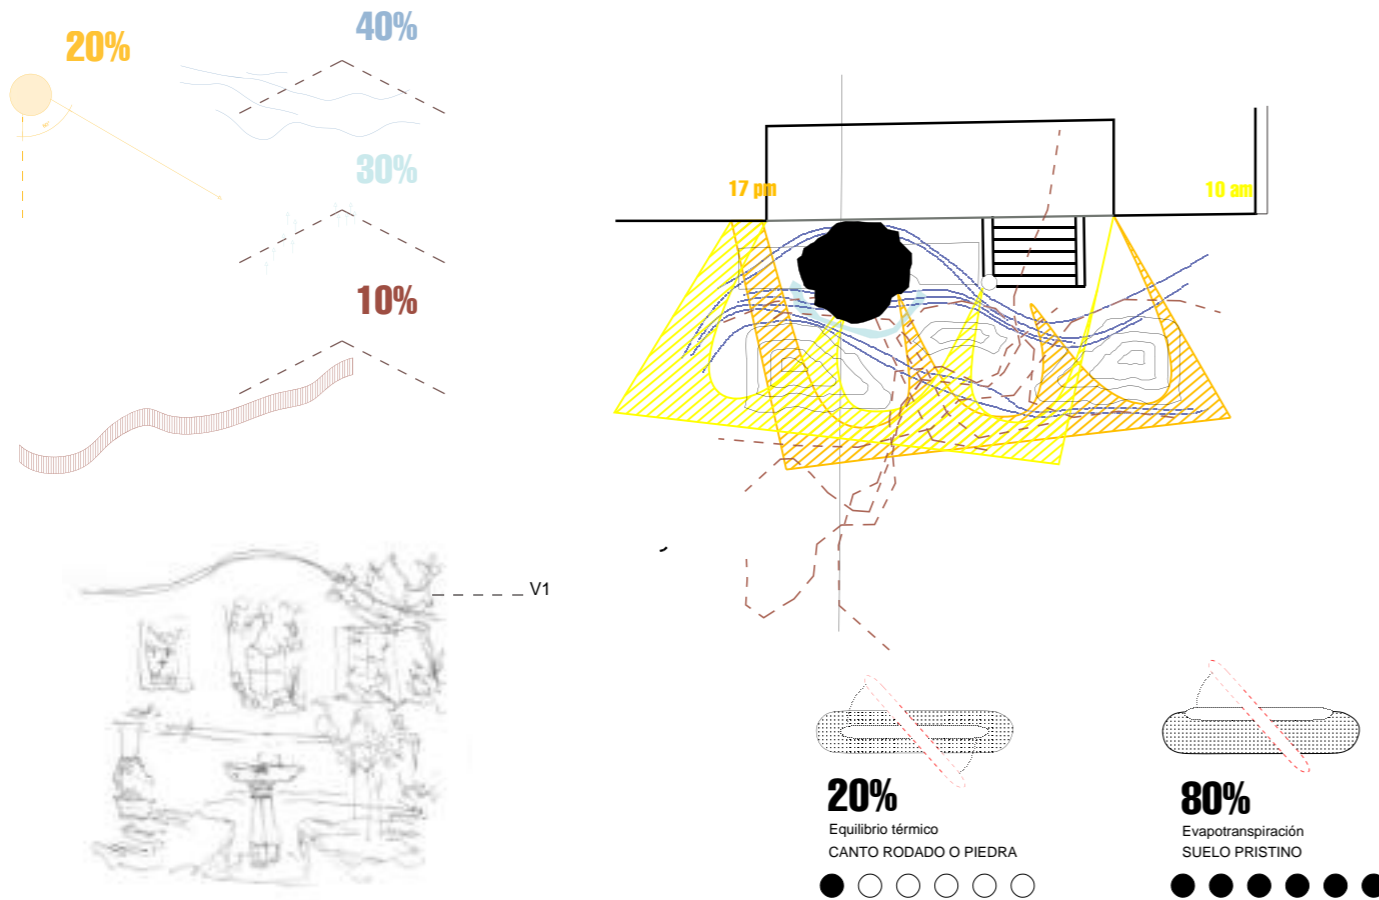 20%
40%
30%
10%
17 pm
10 am
V1
20%
Equilibrio térmico
CANTO RODADO O PIEDRA
80%
Evapotranspiración
SUELO PRISTINO